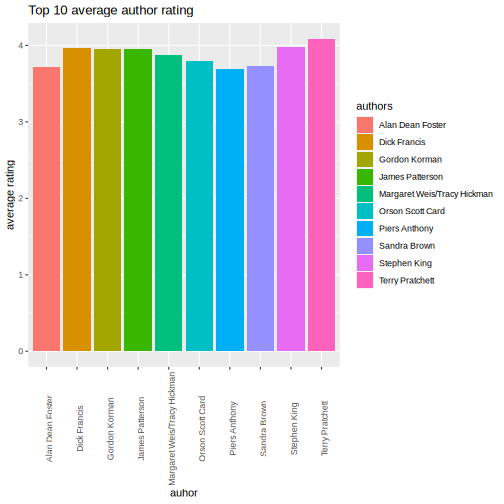 Top 10 average author rating
average rating
4
3
2
1
0
Alan Dean Foster
Dick Francis
Gordon Korman
James Patterson
Margaret Weis/Tracy Hickman
Orson Scott Card
Piers Anthony
Sandra Brown
Stephen King
Terry Pratchett
auhor
authors
Alan Dean Foster
Dick Francis
Gordon Korman
James Patterson
Margaret Weis/Tracy Hickman
Orson Scott Card
Piers Anthony
Sandra Brown
Stephen King
Terry Pratchett